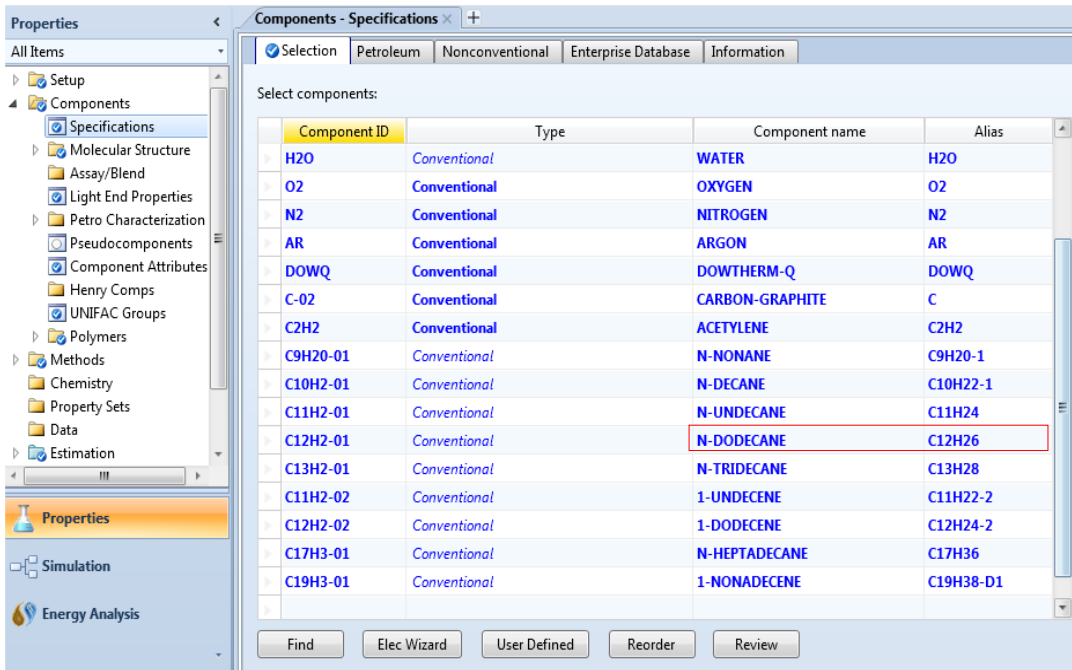 Properties
All Items
Setup
Components
Specifications
Molecular Structure
Assay/Blend
Light End Properties
Petro Characterization
Pseudocomponents
Component Attributes
Henry Comps
UNIFAC Groups
Polymers
Methods
Chemistry
Property Sets
Data
Estimation
Properties
Simulation
Energy Analysis
Components - Specifications
Selection Petroleum Nonconventional Enterprise Database Information
Select components:
Component ID Type Component name Alias
H2O Conventional WATER H2O
O2 Conventional OXYGEN O2
N2 Conventional NITROGEN N2
AR Conventional ARGON AR
DOWQ Conventional DOWTHERM-Q DOWQ
C-02 Conventional CARBON-GRAPHITE C
C2H2 Conventional ACETYLENE C2H2
C9H20-01 Conventional N-NONANE C9H20-1
C10H2-01 Conventional N-DECANE C10H22-1
C11H2-01 Conventional N-UNDECANE C11H24
C12H2-01 Conventional N-DODECANE C12H26
C13H2-01 Conventional N-TRIDECANE C13H28
C11H2-02 Conventional 1-UNDECENE C11H22-2
C12H2-02 Conventional 1-DODECENE C12H24-2
C17H3-01 Conventional N-HEPTADECANE C17H36
C19H3-01 Conventional 1-NONADECENE C19H38-D1
Find Elec Wizard User Defined Reorder Review